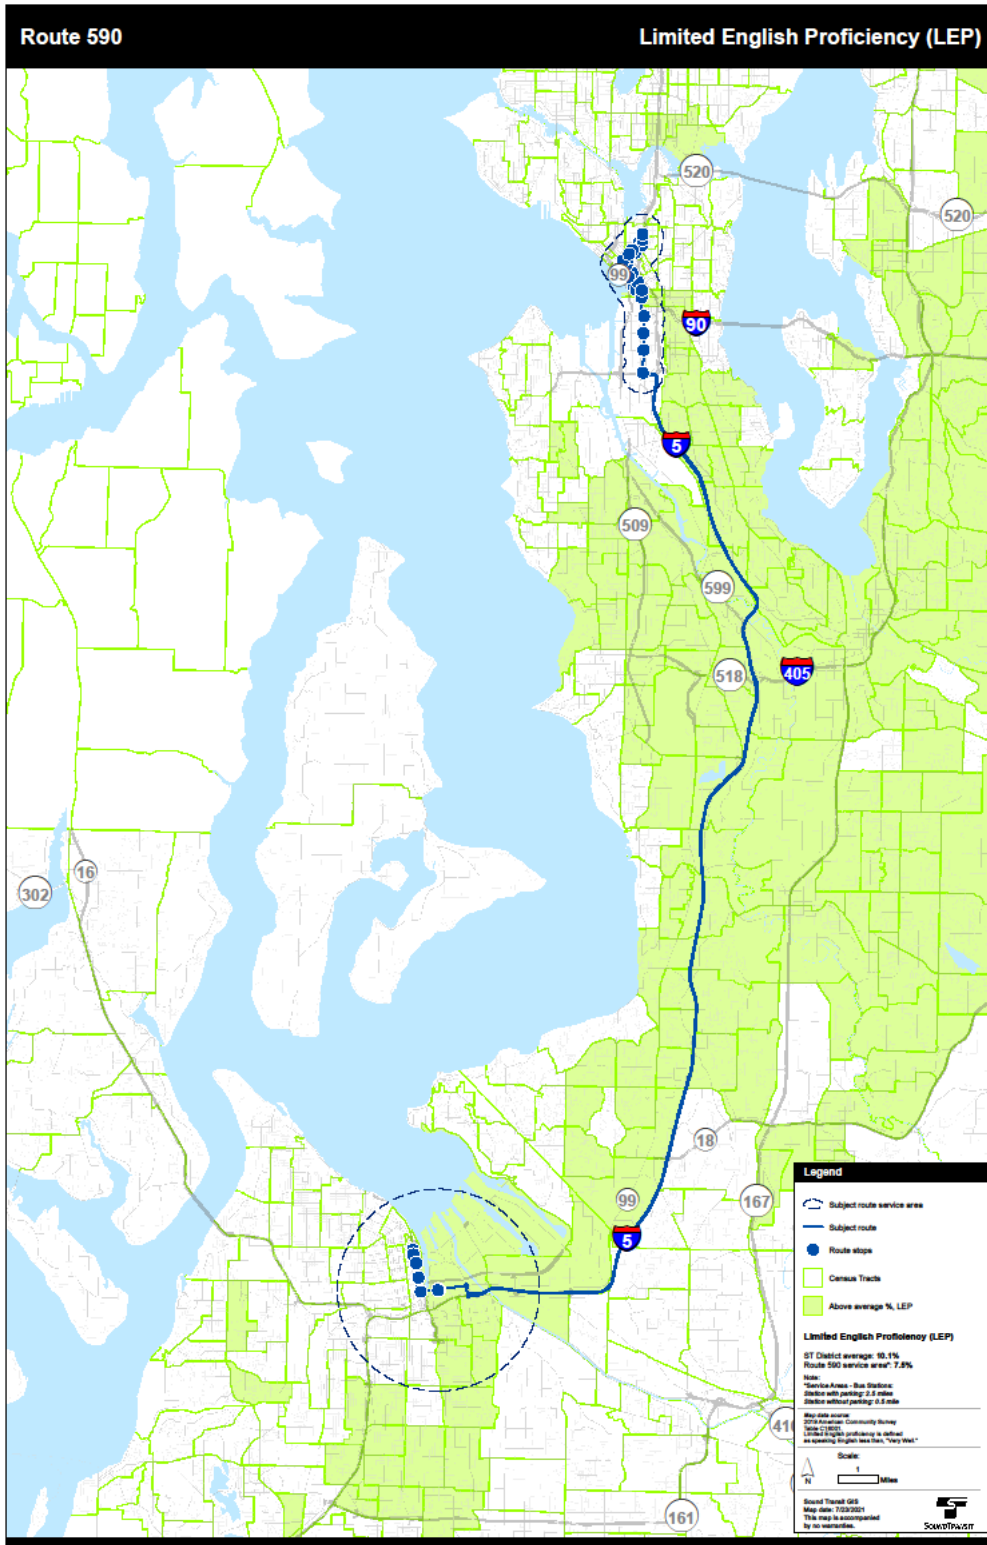 Route 590
Limited English Proficiency (LEP)
520
520
99
90
5
509
599
518
405
16
302
18
99
167
5
161
Legend
Subject route service area
Subject route
Route stops
Census Tracts
Above average %, LEP
Limited English Proficiency (LEP)
ST District average: 10.1%
Route 590 service area*: 7.5%
Note:
*Service Areas - Bus Stations:
Station with parking: 2.5 miles
Station without parking: 0.5 mile
Map data source:
2019 American Community Survey
Table C16001
Limited English proficiency is defined
as speaking English less than, "Very Well."
Scale:
1
Miles
N
Sound Transit GIS
Map date: 7/23/2021
This map is accompanied
by no warranties.
SOUNDTRANSIT